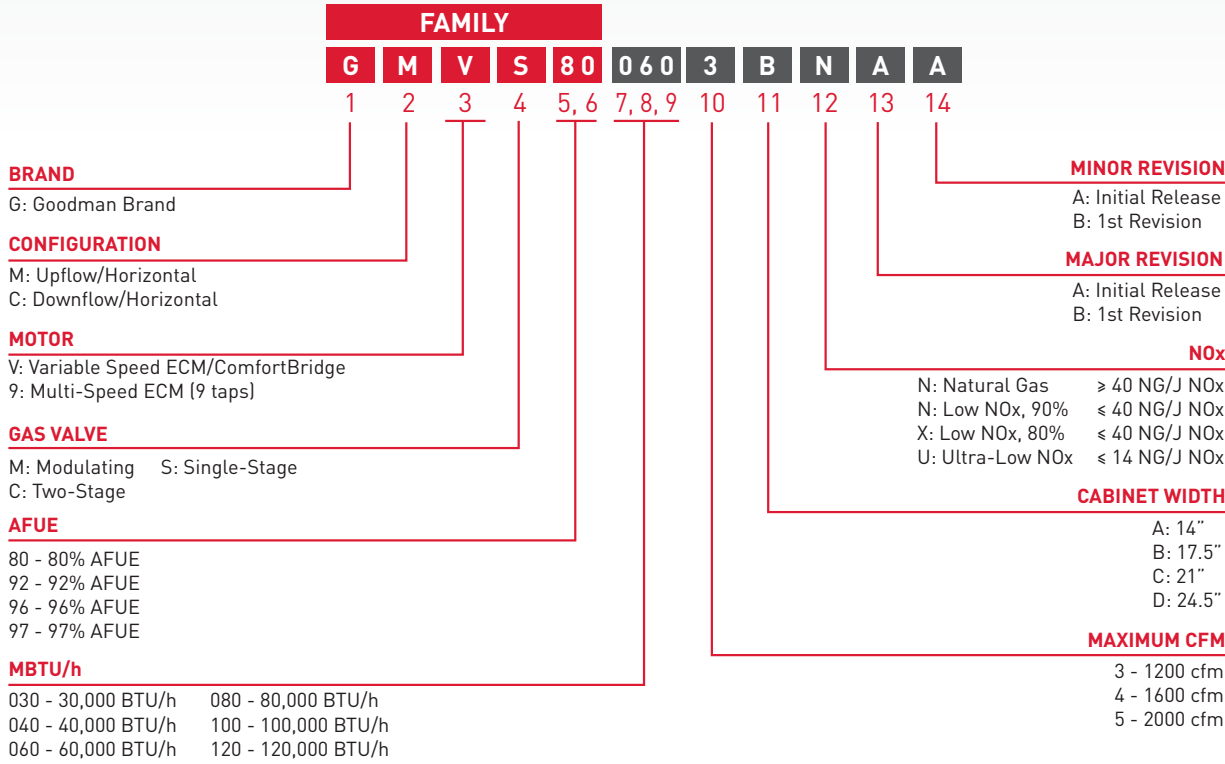 FAMILY
G M V S 80 060 3 B N A A
1 2 3 4 5, 6 7, 8, 9 10 11 12 13 14
BRAND
G: Goodman Brand
CONFIGURATION
M: Upflow/Horizontal
C: Downflow/Horizontal
MOTOR
V: Variable Speed ECM/ComfortBridge
9: Multi-Speed ECM (9 taps)
GAS VALVE
M: Modulating S: Single-Stage
C: Two-Stage
AFUE
80 - 80% AFUE
92 - 92% AFUE
96 - 96% AFUE
97 - 97% AFUE
MBTU/h
030 - 30,000 BTU/h 080 - 80,000 BTU/h
040 - 40,000 BTU/h 100 - 100,000 BTU/h
060 - 60,000 BTU/h 120 - 120,000 BTU/h
MINOR REVISION
A: Initial Release
B: 1st Revision
MAJOR REVISION
A: Initial Release
B: 1st Revision
NOx
N: Natural Gas ⩾ 40 NG/J NOx
N: Low NOx, 90% ⩽ 40 NG/J NOx
X: Low NOx, 80% ⩽ 40 NG/J NOx
U: Ultra-Low NOx ⩽ 14 NG/J NOx
CABINET WIDTH
A: 14”
B: 17.5”
C: 21”
D: 24.5”
MAXIMUM CFM
3 - 1200 cfm
4 - 1600 cfm
5 - 2000 cfm